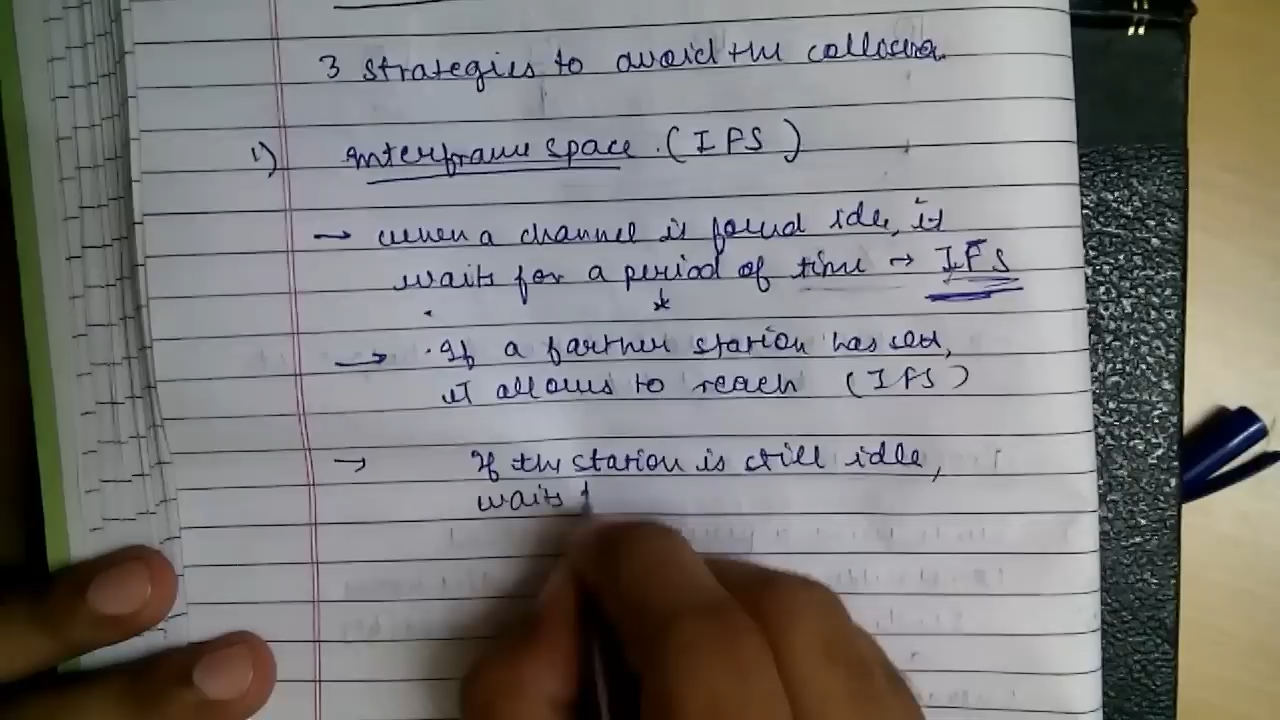 3 strategies to avoid the collision.
1) Interframe space. (IFS)
→ when a channel is found idle, it
waits for a period of time → IFS
→ . If a farther station has sent,
it allows to reach (IFS)
→ If the station is still idle,
waits